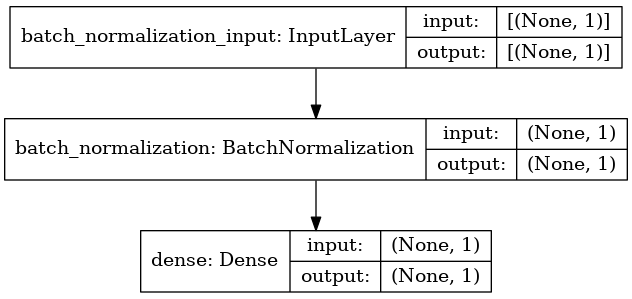 batch_normalization_input: InputLayer
input: [(None, 1)]
output: [(None, 1)]
batch_normalization: BatchNormalization
input: (None, 1)
output: (None, 1)
dense: Dense
input: (None, 1)
output: (None, 1)